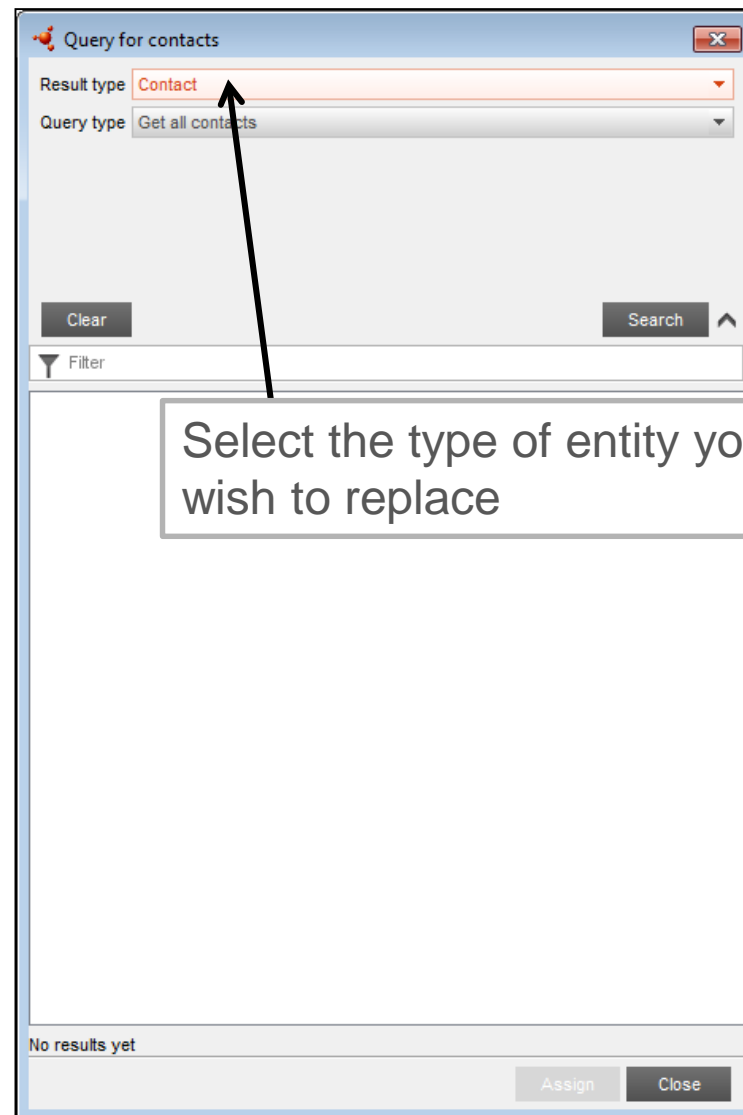 Query for contacts
Result type Contact
Query type Get all contacts
Clear Search
Filter
Select the type of entity yo
wish to replace
No results yet
Assign Close